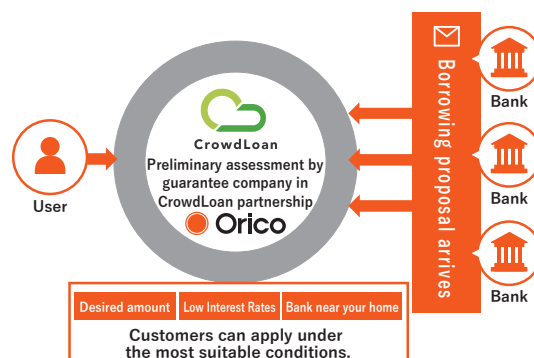 User
CrowdLoan
Preliminary assessment by
guarantee company in
CrowdLoan partnership
Orico
Borrowing proposal arrives
Bank
Bank
Bank
Desired amount
Low Interest Rates
Bank near your home
Customers can apply under
the most suitable conditions.